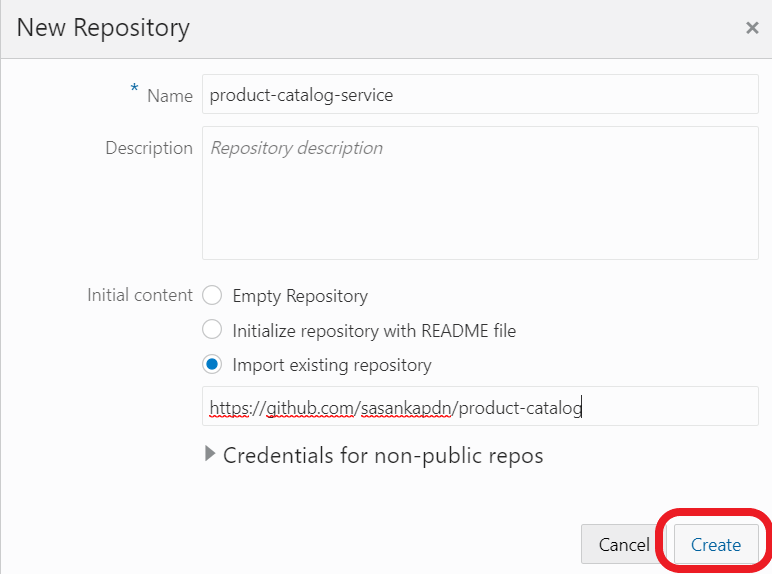 New Repository ×
* Name product-catalog-service
Description Repository description
Initial content Empty Repository
Initialize repository with README file
Import existing repository
https://github.com/sasankapdn/product-catalog
Credentials for non-public repos
Cancel Create